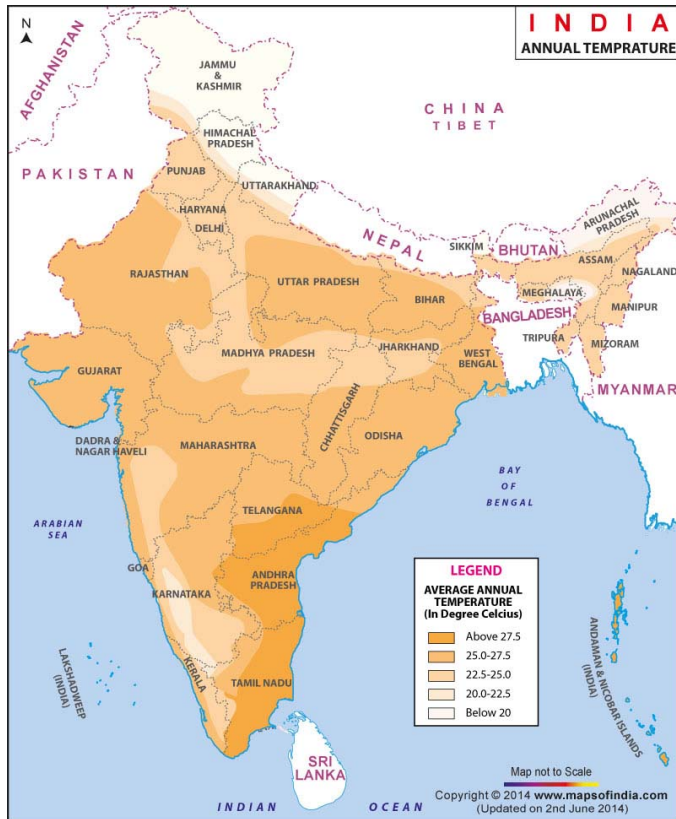 N
INDIA
ANNUAL TEMPRATURE
AFGHANISTAN
JAMMU
&
KASHMIR
CHINA
TIBET
HIMACHAL
PRADESH
PAKISTAN
PUNJAB
UTTARAKHAND
HARYANA
DELHI
ARUNACHAL
PRADESH
NEPAL
SIKKIM
BHUTAN
ASSAM
NAGALAND
RAJASTHAN
UTTAR PRADESH
BIHAR
MEGHALAYA
MANIPUR
BANGLADESH
TRIPURA
MIZORAM
GUJARAT
MADHYA PRADESH
JHARKHAND
WEST
BENGAL
MYANMAR
CHHATTISGARH
DADRA &
NAGAR HAVELI
MAHARASHTRA
ODISHA
BAY
OF
BENGAL
ARABIAN
SEA
TELANGANA
GOA
KARNATAKA
ANDHRA
PRADESH
LEGEND
AVERAGE ANNUAL
TEMPERATURE
(In Degree Celcius)
Above 27.5
25.0-27.5
22.5-25.0
20.0-22.5
Below 20
LAKSHADWEEP
(INDIA)
KERALA
TAMIL NADU
ANDAMAN & NICOBAR ISLANDS
(INDIA)
SRI
LANKA
Map not to Scale
INDIAN OCEAN
Copyright © 2014 www.mapsofindia.com
(Updated on 2nd June 2014)